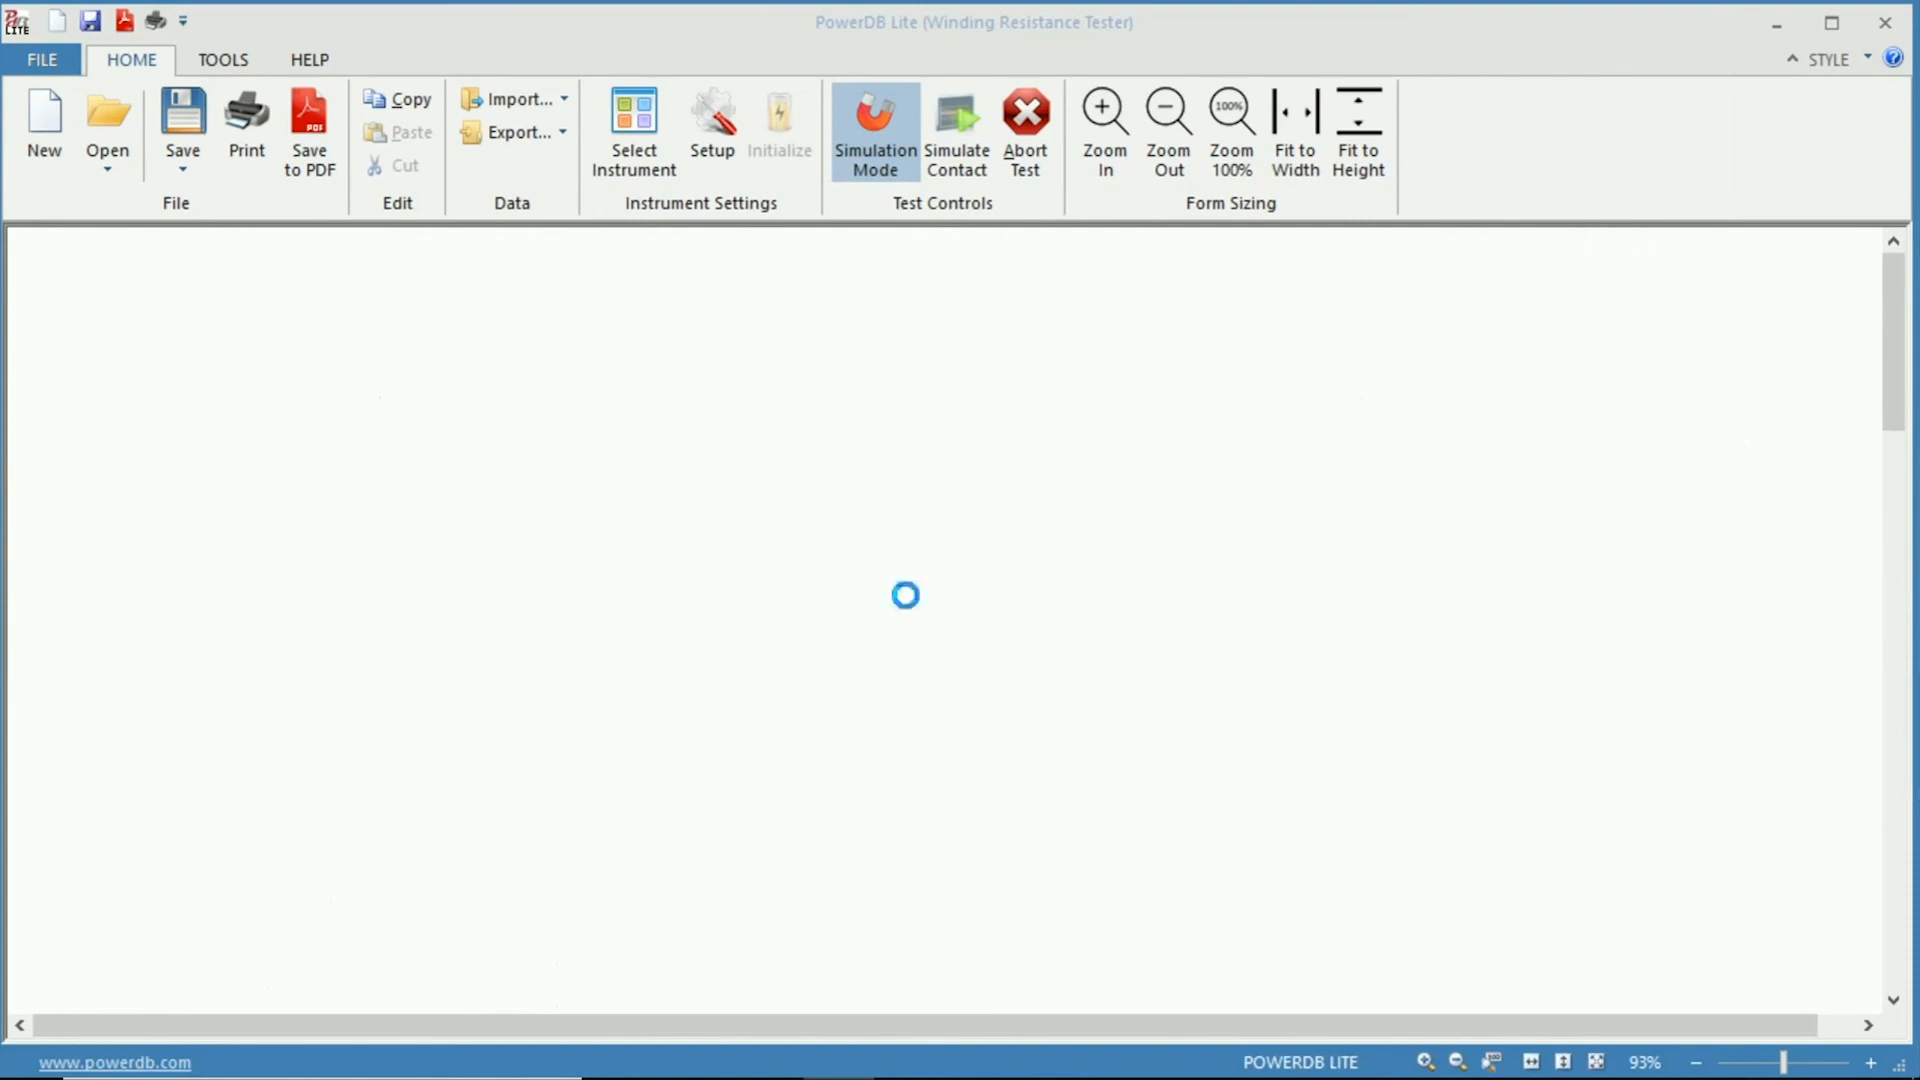 LITE
PowerDB Lite (Winding Resistance Tester)
FILE HOME TOOLS HELP STYLE
New Open Save Print Save to PDF
File
Copy
Paste
Cut
Edit
Import...
Export...
Data
Select Instrument Setup Initialize
Instrument Settings
Simulation Mode Simulate Contact Abort Test
Test Controls
Zoom In Zoom Out 100% Zoom 100% Fit to Width Fit to Height
Form Sizing
www.powerdb.com POWERDB LITE 93%